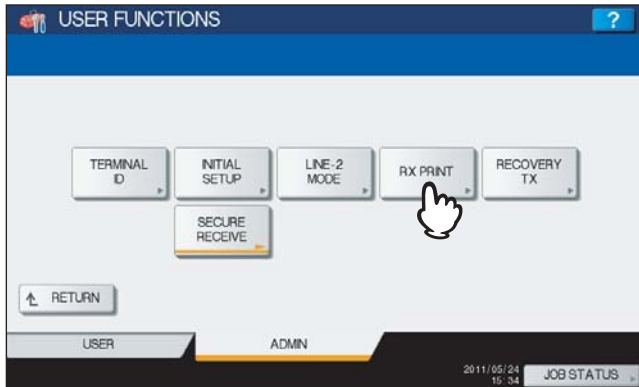 USER FUNCTIONS
?
TERMINAL
ID
INITIAL
SETUP
LINE-2
MODE
RX PRINT
RECOVERY
TX
SECURE
RECEIVE
RETURN
USER
ADMIN
2011/05/24
15:34
JOB STATUS